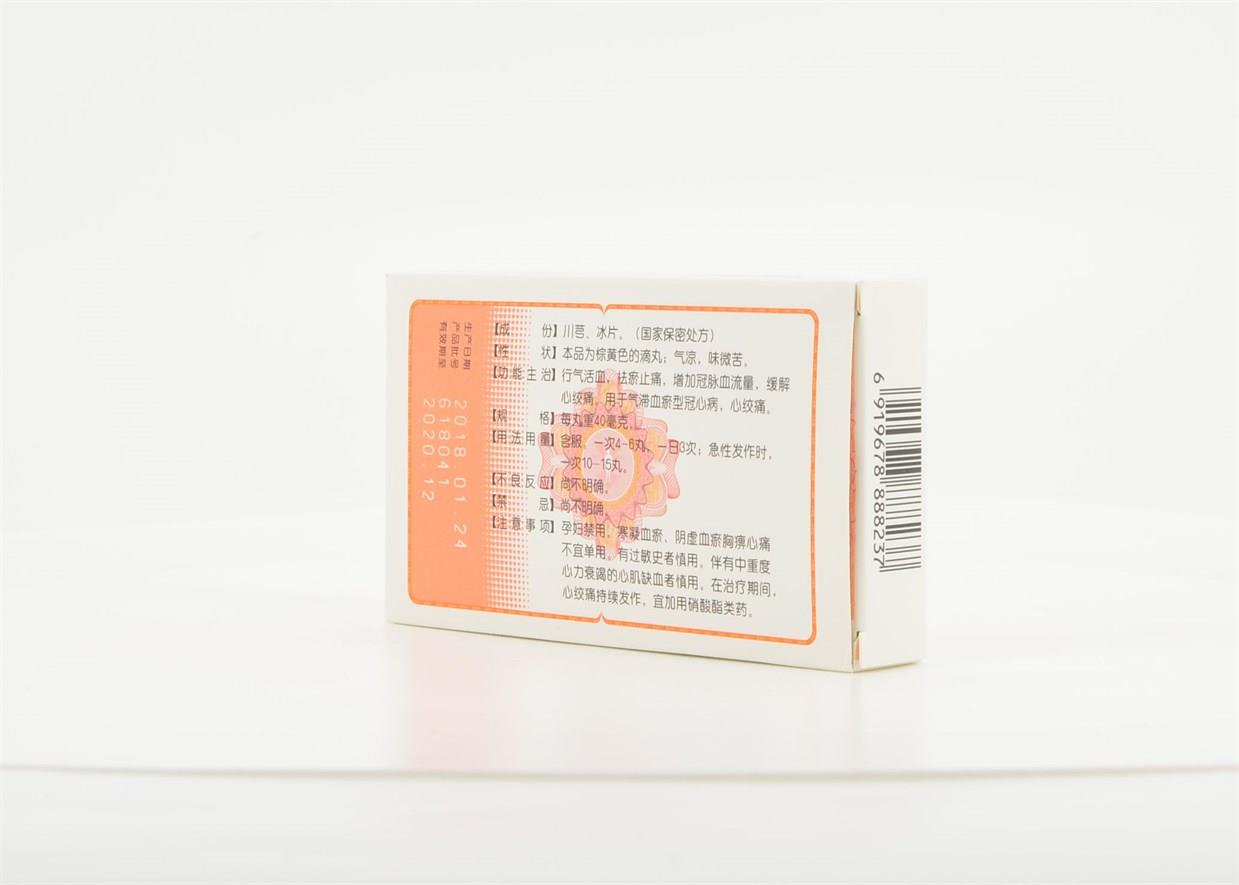 生产日期 2018.01.24
产品批号 618041
有效期至 2020.12
【成份】川芎、冰片。（国家保密处方）
【性状】本品为棕黄色的滴丸；气凉，味微苦。
【功能主治】行气活血，祛瘀止痛，增加冠脉血流量，缓解
心绞痛，用于气滞血瘀型冠心病，心绞痛。
【规格】每丸重40毫克。
【用法用量】含服，一次4-6丸，一日3次；急性发作时，
一次10-15丸。
【不良反应】尚不明确。
【禁忌】尚不明确。
【注意事项】孕妇禁用。寒凝血瘀、阴虚血瘀胸痹心痛
不宜单用。有过敏史者慎用。伴有中重度
心力衰竭的心肌缺血者慎用。在治疗期间，
心绞痛持续发作，宜加用硝酸酯类药。
6 919678 888237